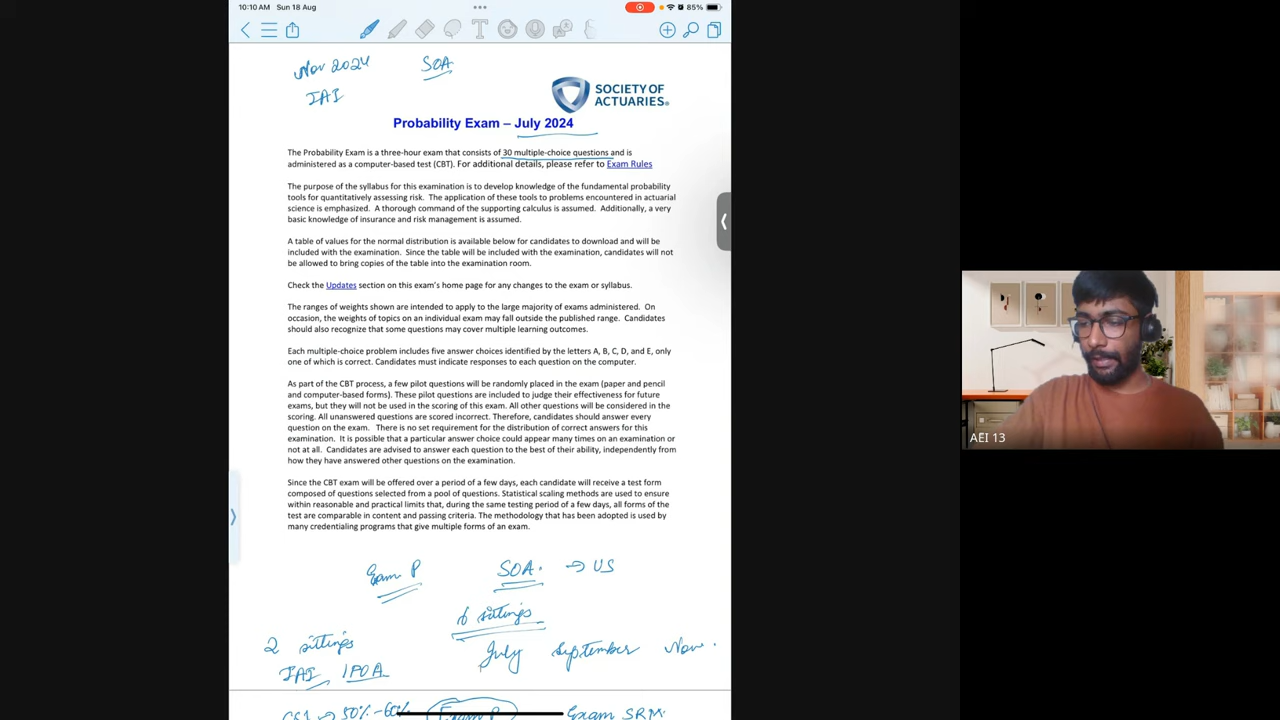 10:10 AM Sun 18 Aug
85%
Nov 2024 SOA
IAI
SOCIETY OF
ACTUARIES®
Probability Exam – July 2024
The Probability Exam is a three-hour exam that consists of 30 multiple-choice questions and is
administered as a computer-based test (CBT). For additional details, please refer to Exam Rules
The purpose of the syllabus for this examination is to develop knowledge of the fundamental probability
tools for quantitatively assessing risk. The application of these tools to problems encountered in actuarial
science is emphasized. A thorough command of the supporting calculus is assumed. Additionally, a very
basic knowledge of insurance and risk management is assumed.
A table of values for the normal distribution is available below for candidates to download and will be
included with the examination. Since the table will be included with the examination, candidates will not
be allowed to bring copies of the table into the examination room.
Check the Updates section on this exam's home page for any changes to the exam or syllabus.
The ranges of weights shown are intended to apply to the large majority of exams administered. On
occasion, the weights of topics on an individual exam may fall outside the published range. Candidates
should also recognize that some questions may cover multiple learning outcomes.
Each multiple-choice problem includes five answer choices identified by the letters A, B, C, D, and E, only
one of which is correct. Candidates must indicate responses to each question on the computer.
As part of the CBT process, a few pilot questions will be randomly placed in the exam (paper and pencil
and computer-based forms). These pilot questions are included to judge their effectiveness for future
exams, but they will not be used in the scoring of this exam. All other questions will be considered in the
scoring. All unanswered questions are scored incorrect. Therefore, candidates should answer every
question on the exam. There is no set requirement for the distribution of correct answers for this
examination. It is possible that a particular answer choice could appear many times on an examination or
not at all. Candidates are advised to answer each question to the best of their ability, independently from
how they have answered other questions on the examination.
Since the CBT exam will be offered over a period of a few days, each candidate will receive a test form
composed of questions selected from a pool of questions. Statistical scaling methods are used to ensure
within reasonable and practical limits that, during the same testing period of a few days, all forms of the
test are comparable in content and passing criteria. The methodology that has been adopted is used by
many credentialing programs that give multiple forms of an exam.
Exam P SOA. → US
6 sittings
2 sittings July September Nov.
IAI IFOA
CS1 → 50% - 60% Exam P Exam SRM.
AEI 13